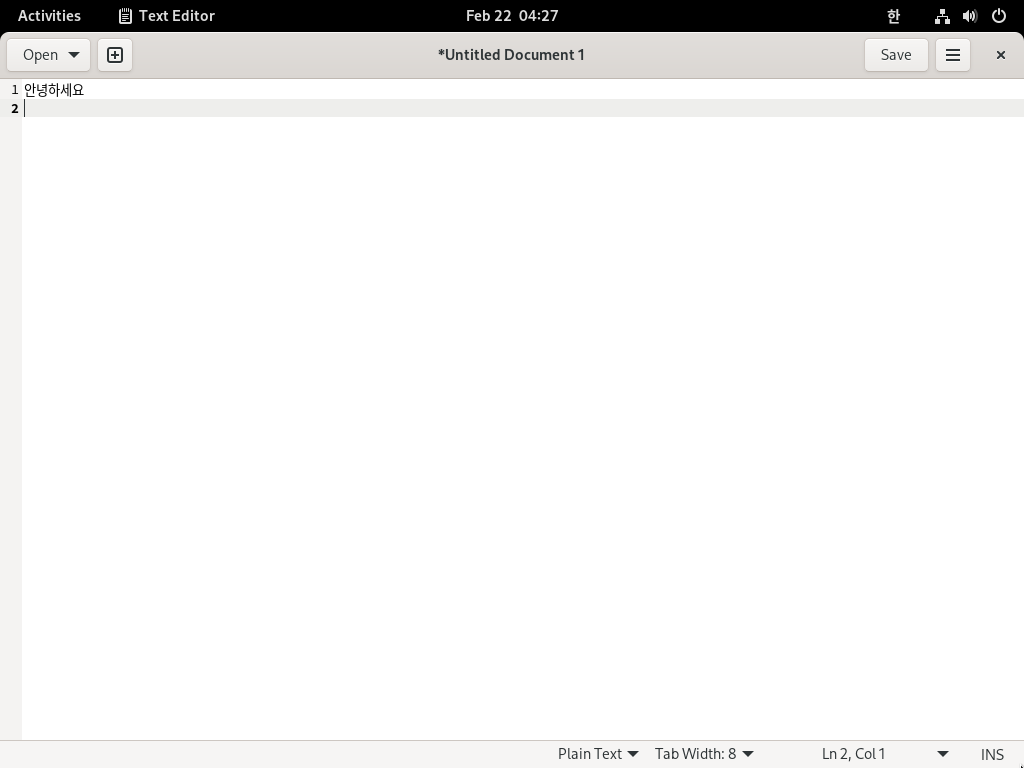 Activities Text Editor Feb 22 04:27 한
Open *Untitled Document 1 Save
1 안녕하세요
2
Plain Text Tab Width: 8 Ln 2, Col 1 INS